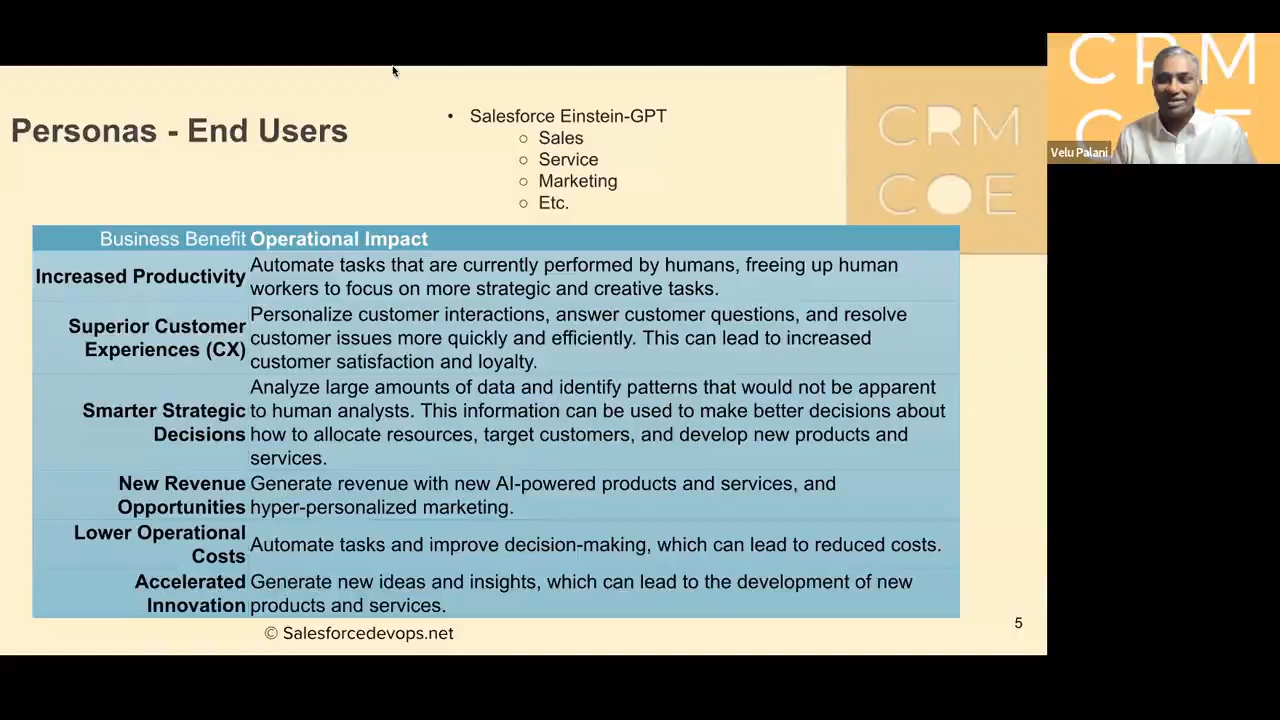 Personas - End Users
• Salesforce Einstein-GPT
○ Sales
○ Service
○ Marketing
○ Etc.
CRM
COE
CRM
C
Velu Palani
Business Benefit Operational Impact
Increased Productivity
Automate tasks that are currently performed by humans, freeing up human
workers to focus on more strategic and creative tasks.
Superior Customer
Experiences (CX)
Personalize customer interactions, answer customer questions, and resolve
customer issues more quickly and efficiently. This can lead to increased
customer satisfaction and loyalty.
Smarter Strategic
Decisions
Analyze large amounts of data and identify patterns that would not be apparent
to human analysts. This information can be used to make better decisions about
how to allocate resources, target customers, and develop new products and
services.
New Revenue
Opportunities
Generate revenue with new AI-powered products and services, and
hyper-personalized marketing.
Lower Operational
Costs
Automate tasks and improve decision-making, which can lead to reduced costs.
Accelerated
Innovation
Generate new ideas and insights, which can lead to the development of new
products and services.
© Salesforcedevops.net
5